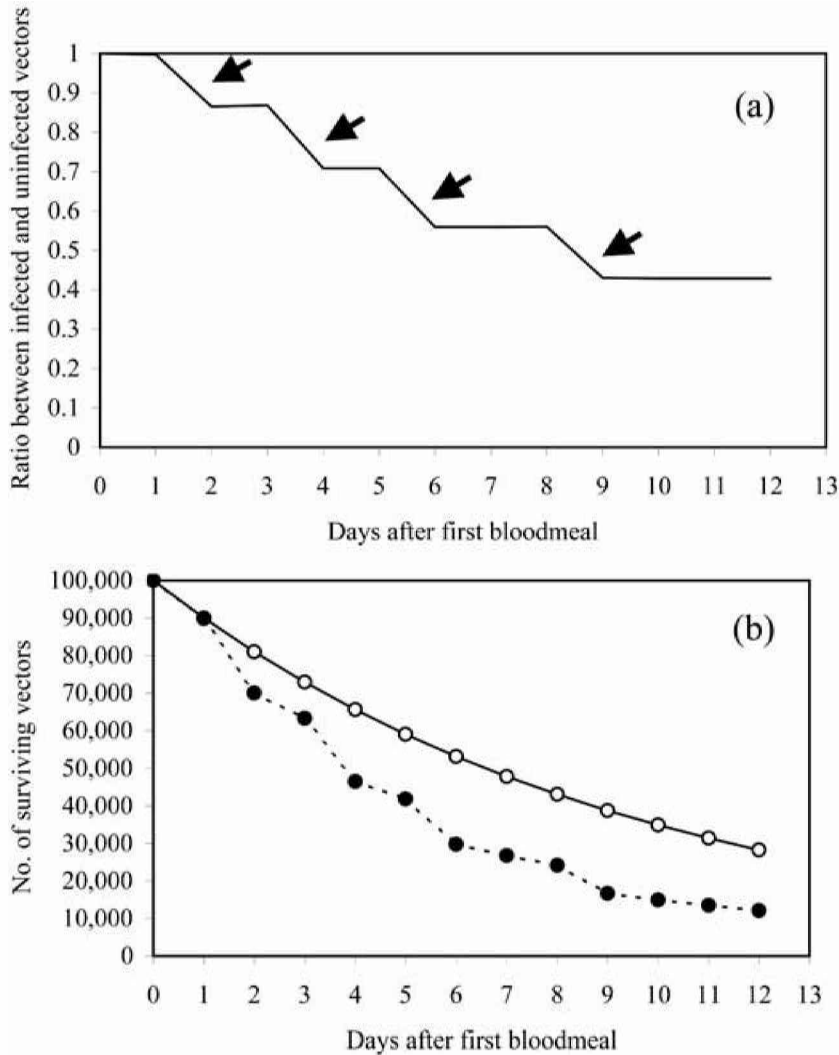 Ratio between infected and uninfected vectors
1
0.9
0.8
0.7
0.6
0.5
0.4
0.3
0.2
0.1
0
(a)
0 1 2 3 4 5 6 7 8 9 10 11 12 13
Days after first bloodmeal
No. of surviving vectors
100,000
90,000
80,000
70,000
60,000
50,000
40,000
30,000
20,000
10,000
0
(b)
0 1 2 3 4 5 6 7 8 9 10 11 12 13
Days after first bloodmeal